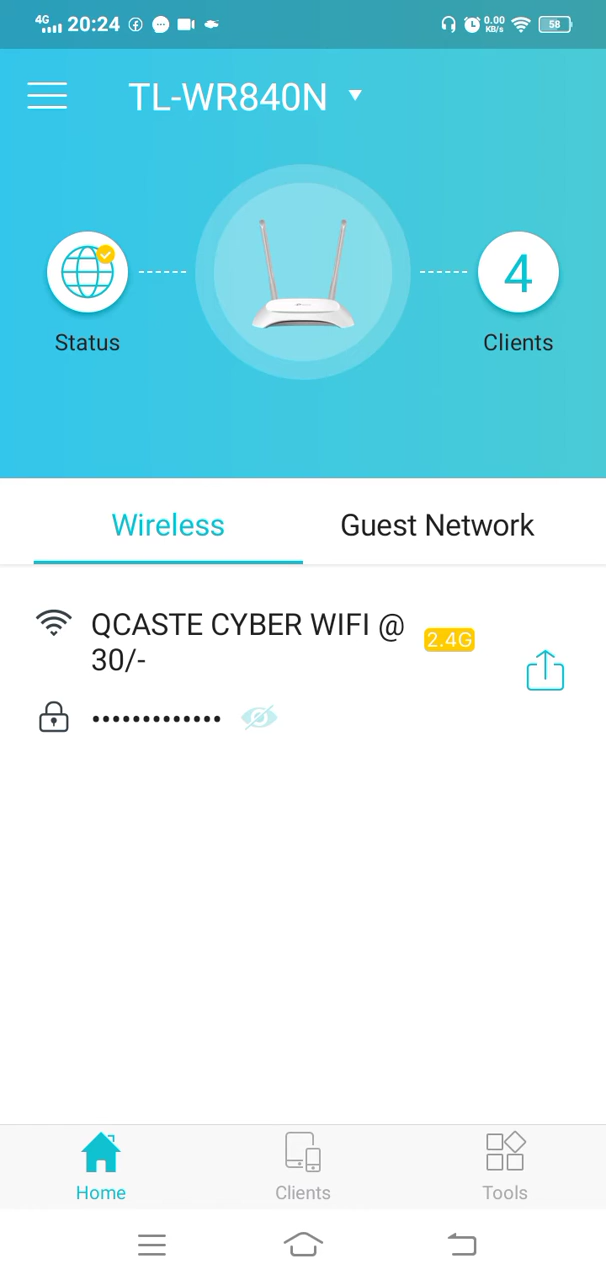 4G 20:24 0.00 KB/s 58
TL-WR840N
4
Status
Clients
Wireless
Guest Network
QCASTE CYBER WIFI @
30/-
2.4G
•••••••••••••
Home
Clients
Tools